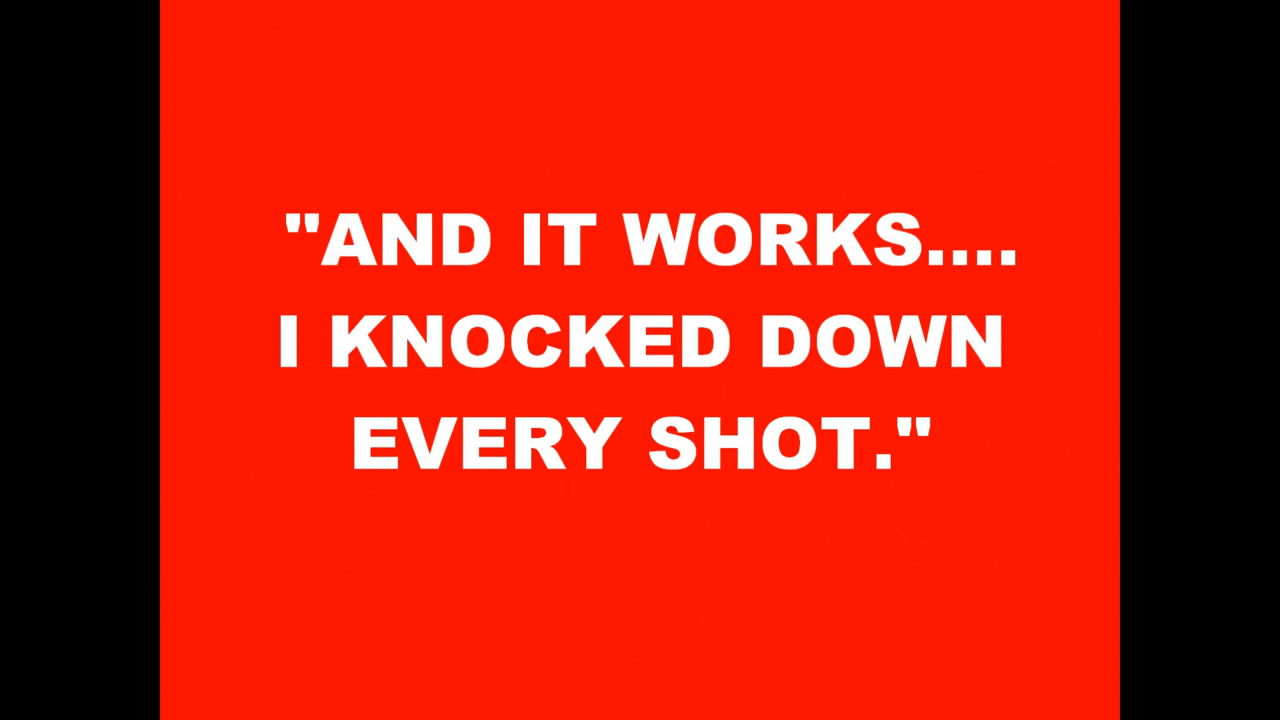 "AND IT WORKS....
I KNOCKED DOWN
EVERY SHOT."